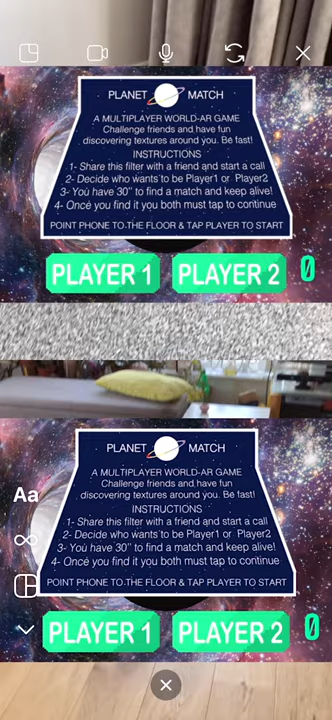 PLANET MATCH
A MULTIPLAYER WORLD-AR GAME
Challenge friends and have fun
discovering textures around you. Be fast!
INSTRUCTIONS
1- Share this filter with a friend and start a call
2- Decide who wants to be Player1 or Player2
3- You have 30" to find a match and keep alive!
4- Once you find it you both must tap to continue
POINT PHONE TO THE FLOOR & TAP PLAYER TO START
PLAYER 1 PLAYER 2 0
PLANET MATCH
A MULTIPLAYER WORLD-AR GAME
Challenge friends and have fun
discovering textures around you. Be fast!
INSTRUCTIONS
Aa
1- Share this filter with a friend and start a call
2- Decide who wants to be Player1 or Player2
3- You have 30" to find a match and keep alive!
4- Once you find it you both must tap to continue
POINT PHONE TO THE FLOOR & TAP PLAYER TO START
PLAYER 1 PLAYER 2 0